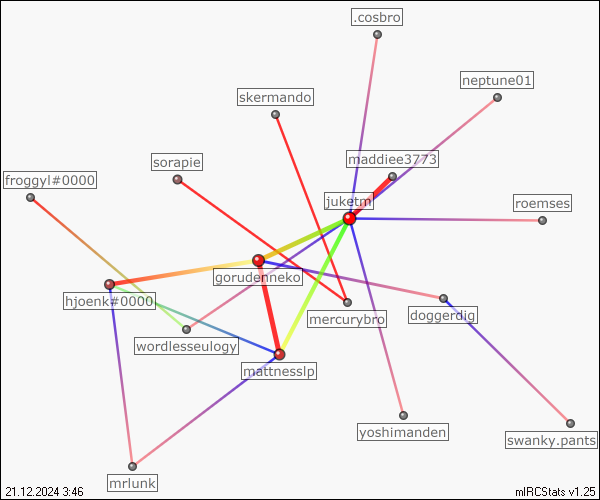 .cosbro
neptune01
skermando
maddiee3773
sorapie
froggyl#0000
juketm
roemses
gorudenneko
hjoenk#0000
mercurybro
doggerdig
wordlesseulogy
mattnesslp
yoshimanden
swanky.pants
mrlunk
21.12.2024 3:46
mIRCStats v1.25